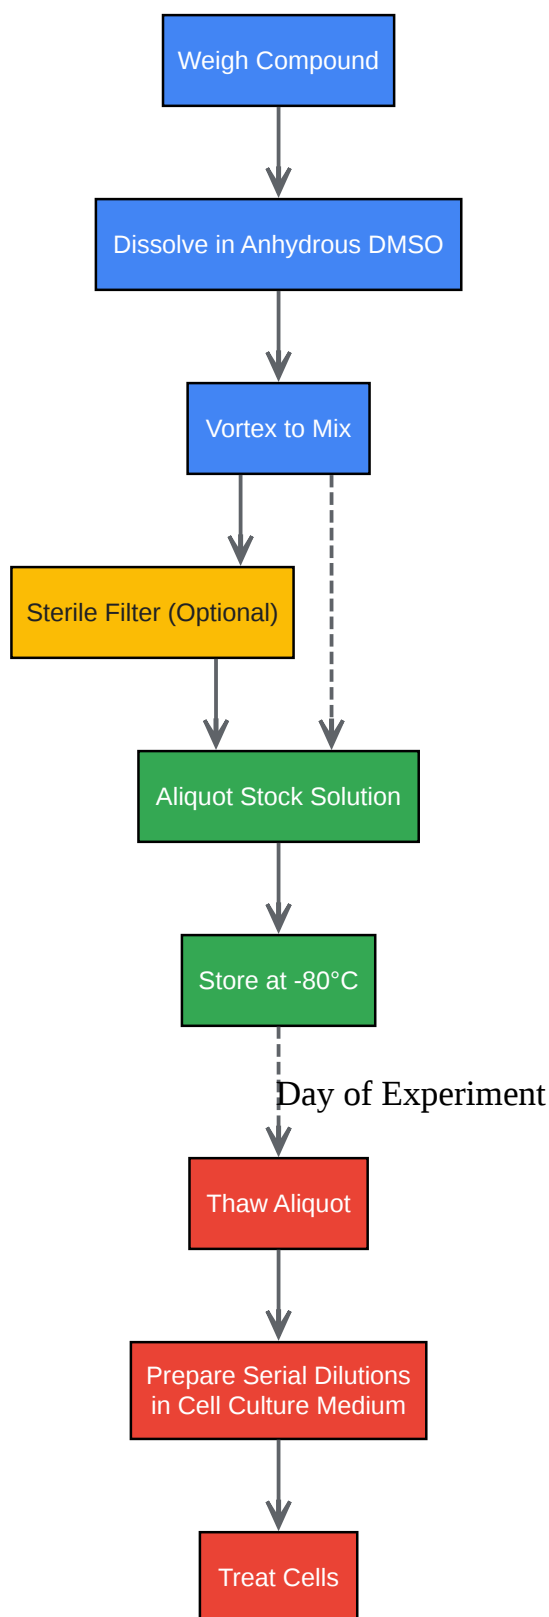 Weigh Compound
Dissolve in Anhydrous DMSO
Vortex to Mix
Sterile Filter (Optional)
Aliquot Stock Solution
Store at -80°C
Day of Experiment
Thaw Aliquot
Prepare Serial Dilutions
in Cell Culture Medium
Treat Cells